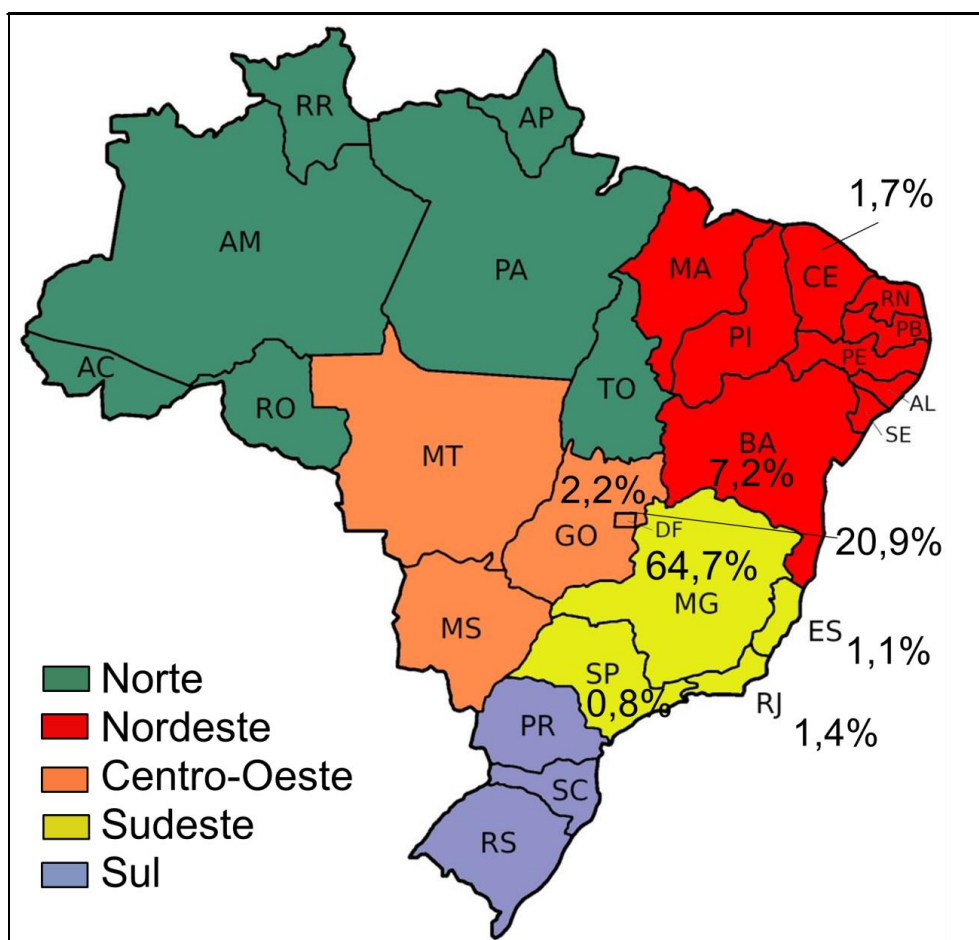 RR
AP
1,7%
AM
PA
MA
CE
RN
PI
PB
PE
AC
TO
AL
RO
SE
BA
MT
7,2%
2,2%
GO
DF
20,9%
64,7%
MG
MS
ES
1,1%
SP
0,8%
RJ
1,4%
PR
SC
RS
Norte
Nordeste
Centro-Oeste
Sudeste
Sul